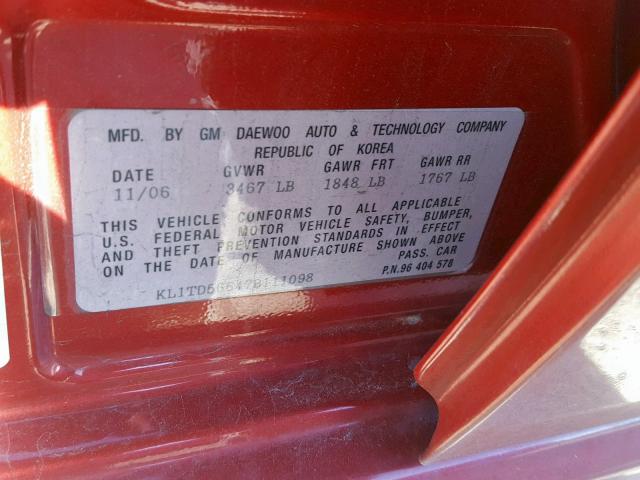 MFD. BY GM DAEWOO AUTO & TECHNOLOGY COMPANY
REPUBLIC OF KOREA
DATE GVWR GAWR FRT GAWR RR
11/06 3467 LB 1848 LB 1767 LB
THIS VEHICLE CONFORMS TO ALL APPLICABLE
U.S. FEDERAL MOTOR VEHICLE SAFETY, BUMPER,
AND THEFT PREVENTION STANDARDS IN EFFECT
ON THE DATE OF MANUFACTURE SHOWN ABOVE
PASS. CAR
P.N.96 404 578